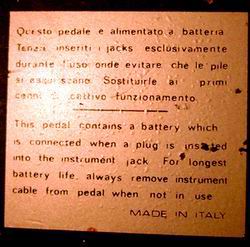 Questo pedale e alimentato a batteria
Tenza inseriti i jacks esclusivamente
durante l'uso onde evitare che le pile
si esauriscano. Sostituirle ai primi
cenni di cattivo funzionamento
This pedal contains a battery which
is connected when a plug is inserted
into the instrument jack. For longest
battery life, always remove instrument
cable from pedal when not in use
MADE IN ITALY